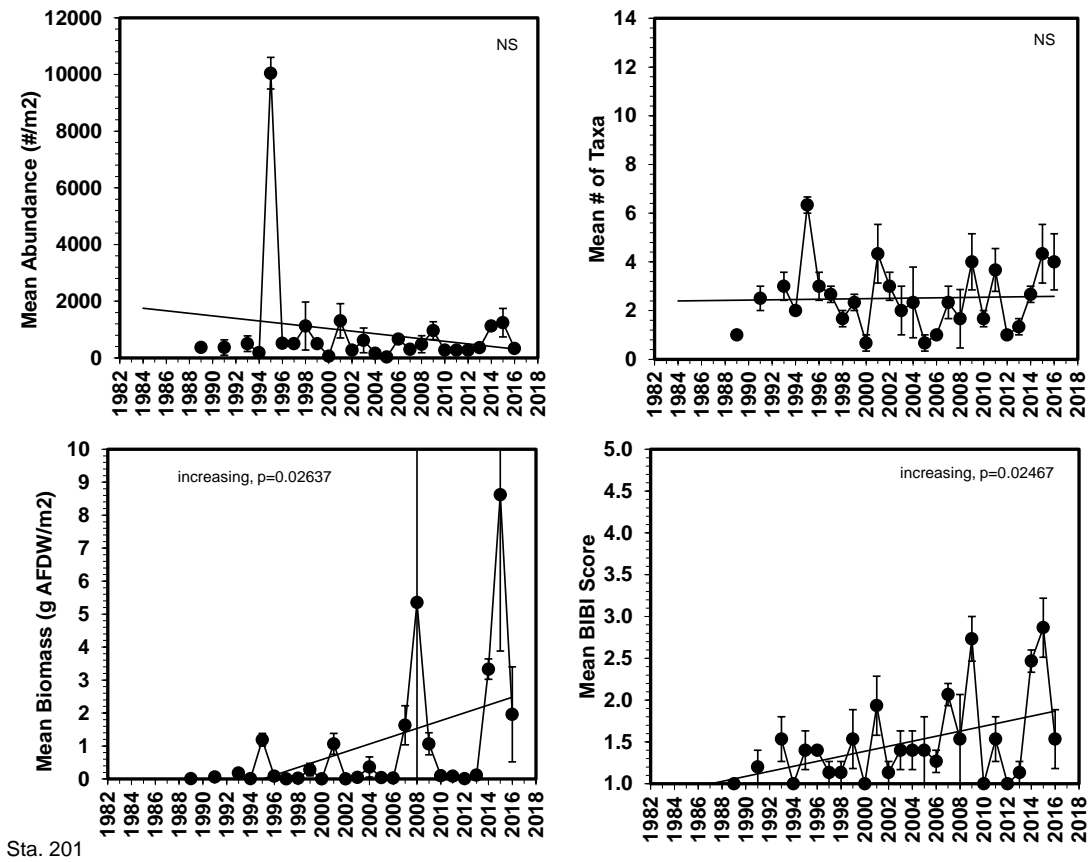 12000
10000
8000
6000
4000
2000
0
Mean Abundance (#/m2)
NS
1982 1984 1986 1988 1990 1992 1994 1996 1998 2000 2002 2004 2006 2008 2010 2012 2014 2016 2018
14
12
10
8
6
4
2
0
Mean # of Taxa
NS
1982 1984 1986 1988 1990 1992 1994 1996 1998 2000 2002 2004 2006 2008 2010 2012 2014 2016 2018
10
9
8
7
6
5
4
3
2
1
0
Mean Biomass (g AFDW/m2)
increasing, p=0.02637
1982 1984 1986 1988 1990 1992 1994 1996 1998 2000 2002 2004 2006 2008 2010 2012 2014 2016 2018
5.0
4.5
4.0
3.5
3.0
2.5
2.0
1.5
1.0
Mean BIBI Score
increasing, p=0.02467
1982 1984 1986 1988 1990 1992 1994 1996 1998 2000 2002 2004 2006 2008 2010 2012 2014 2016 2018
Sta. 201